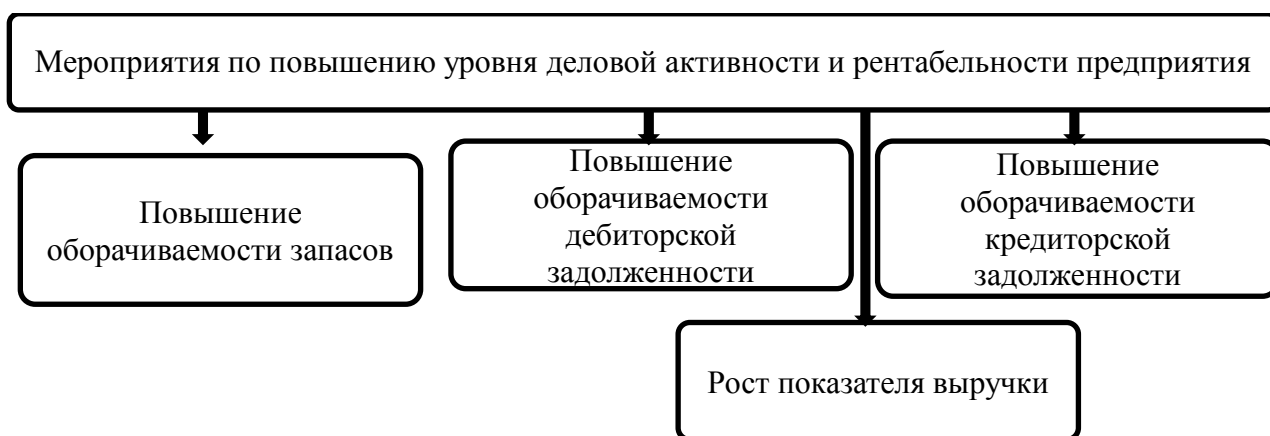 Мероприятия по повышению уровня деловой активности и рентабельности предприятия
Повышение
оборачиваемости запасов
Повышение
оборачиваемости
дебиторской
задолженности
Повышение
оборачиваемости
кредиторской
задолженности
Рост показателя выручки